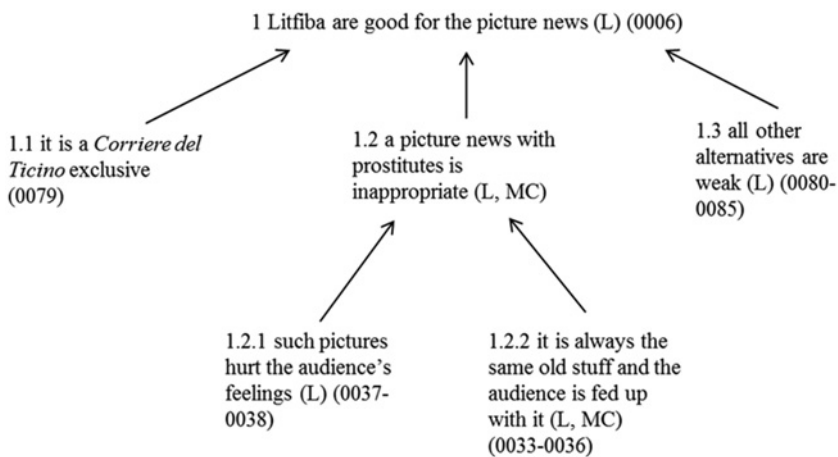 1 Litfiba are good for the picture news (L) (0006)
1.1 it is a Corriere del
Ticino exclusive
(0079)
1.2 a picture news with
prostitutes is
inappropriate (L, MC)
1.3 all other
alternatives are
weak (L) (0080-
0085)
1.2.1 such pictures
hurt the audience’s
feelings (L) (0037-
0038)
1.2.2 it is always the
same old stuff and the
audience is fed up
with it (L, MC)
(0033-0036)